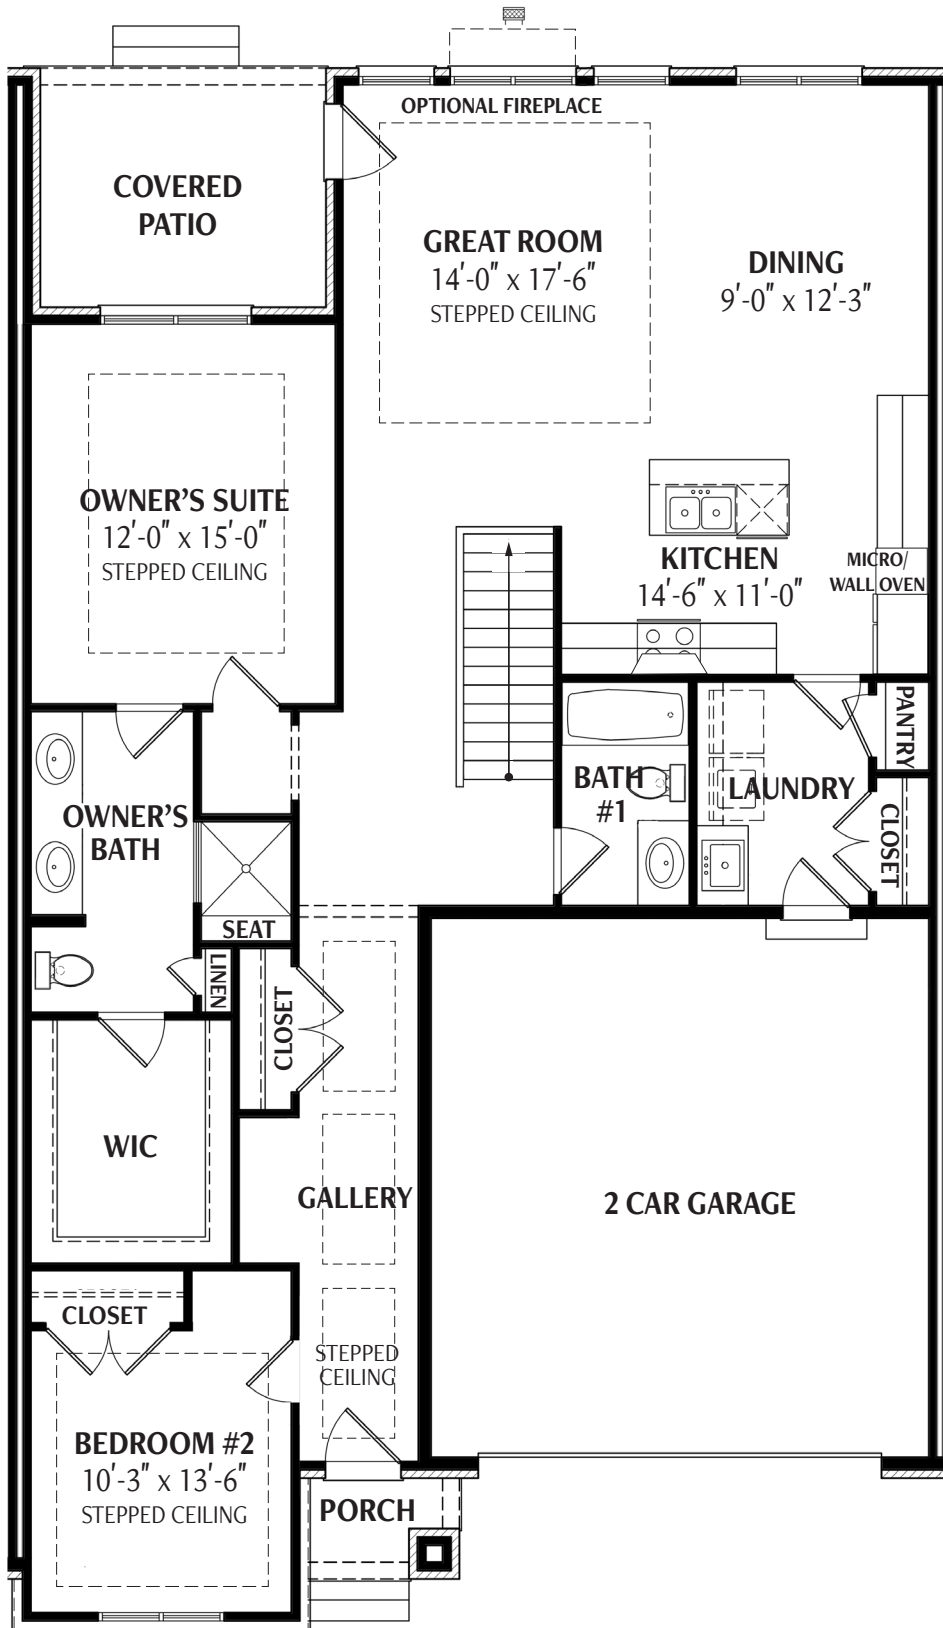 OPTIONAL FIREPLACE
COVERED
PATIO
GREAT ROOM
14'-0" x 17'-6"
STEPPED CEILING
DINING
9'-0" x 12'-3"
OWNER'S SUITE
12'-0" x 15'-0"
STEPPED CEILING
KITCHEN
14'-6" x 11'-0"
MICRO/
WALL OVEN
PANTRY
BATH
#1
LAUNDRY
CLOSET
OWNER'S
BATH
SEAT
LINEN
CLOSET
WIC
GALLERY
2 CAR GARAGE
CLOSET
STEPPED
CEILING
BEDROOM #2
10'-3" x 13'-6"
STEPPED CEILING
PORCH